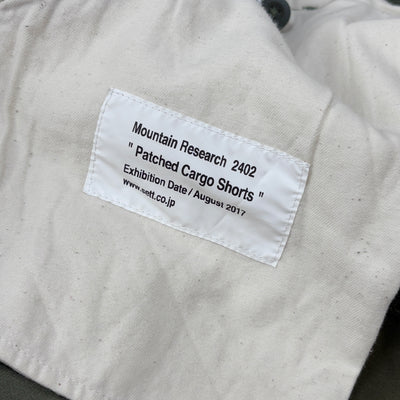 Mountain Research 2402
" Patched Cargo Shorts "
Exhibition Date / August 2017
www.sett.co.jp